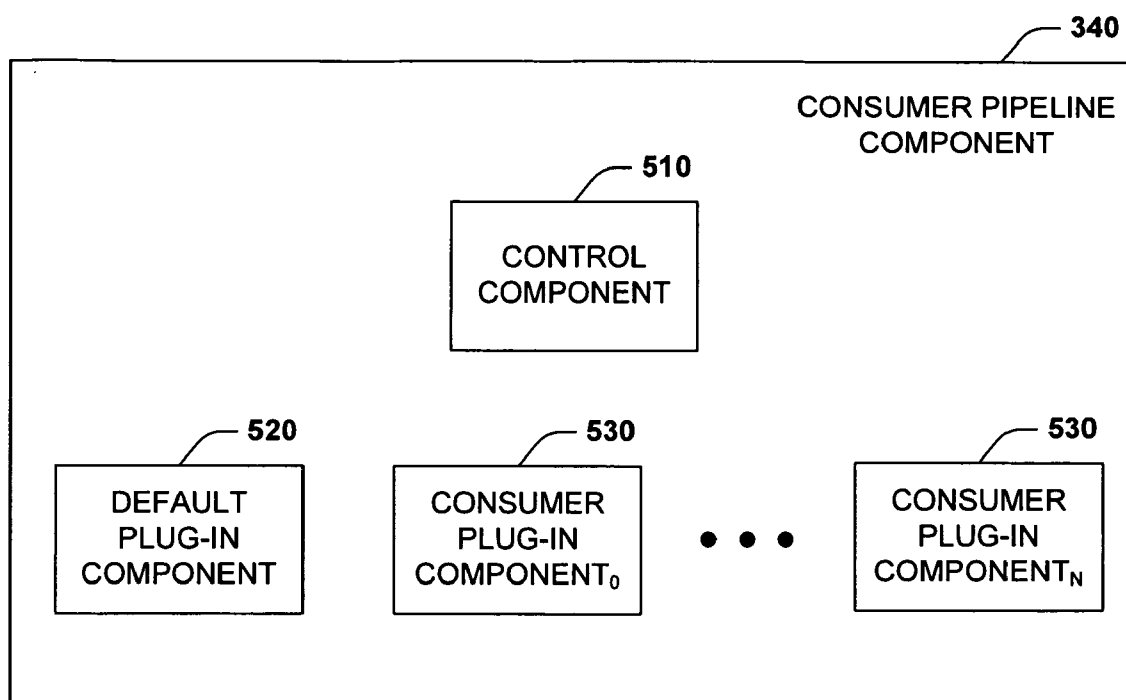 340
CONSUMER PIPELINE
COMPONENT
510
CONTROL
COMPONENT
520
DEFAULT
PLUG-IN
COMPONENT
530
CONSUMER
PLUG-IN
COMPONENT₀
530
CONSUMER
PLUG-IN
COMPONENT_N